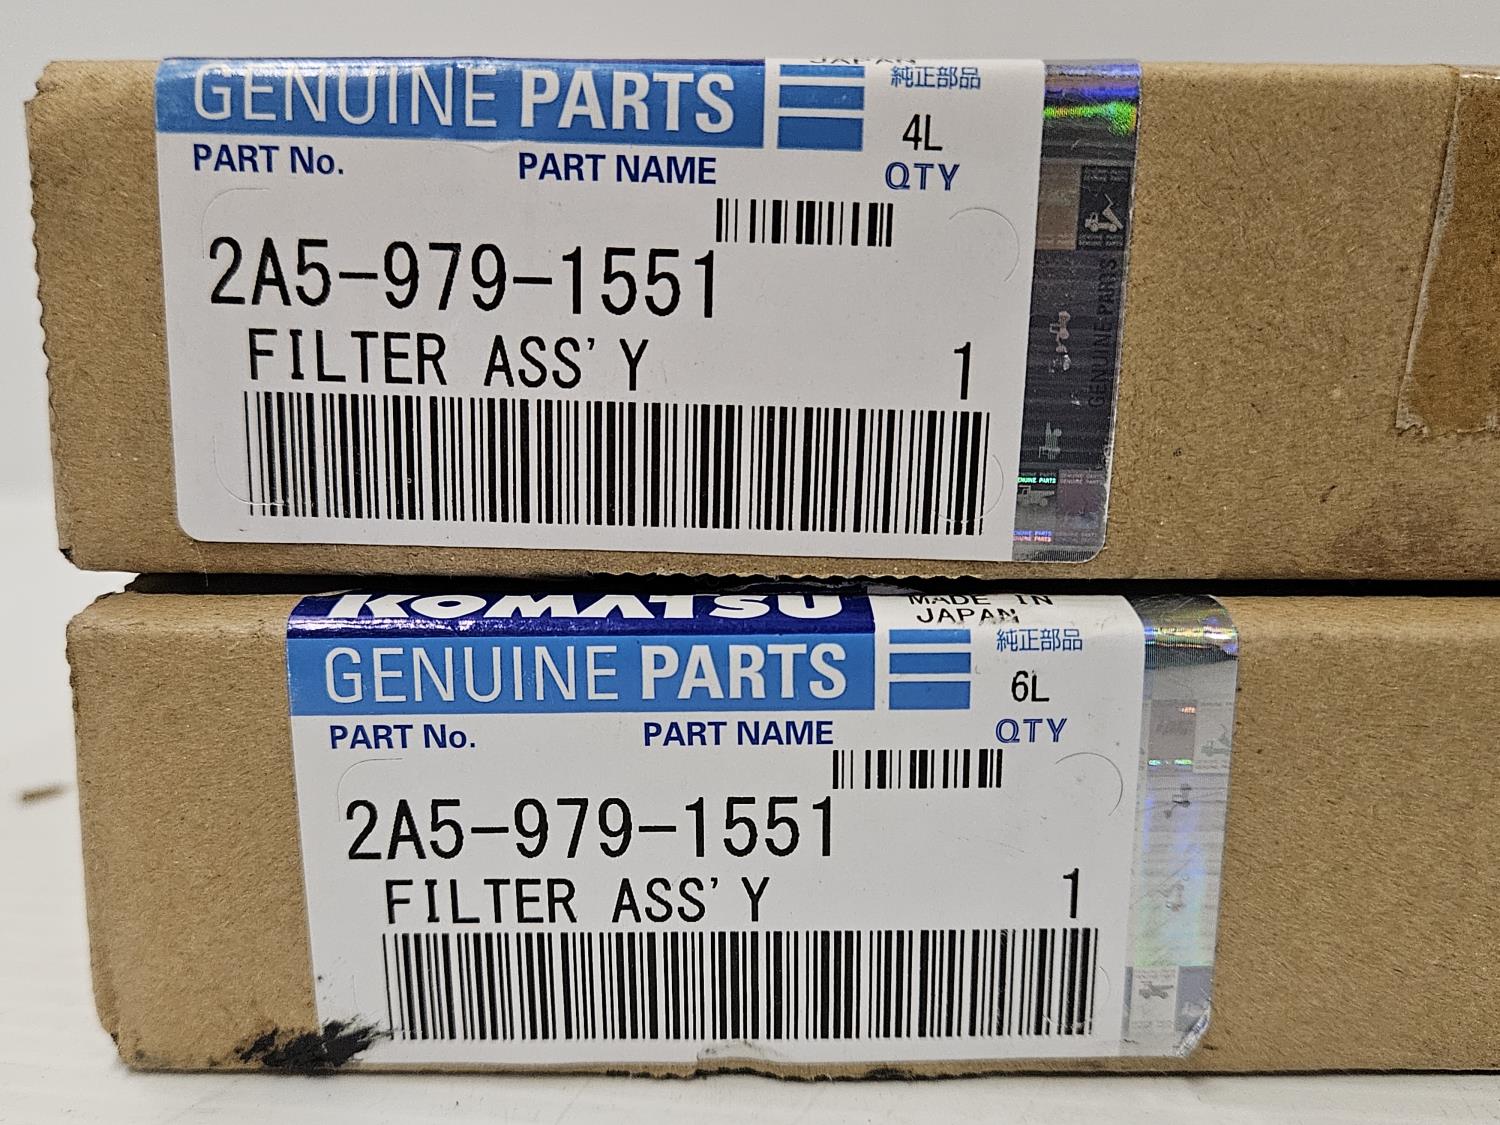 JAPAN
GENUINE PARTS
純正部品
4L
PART No.
PART NAME
QTY
2A5-979-1551
FILTER ASS'Y
1
GENUINE PARTS
KOMATSU
MADE IN
JAPAN
GENUINE PARTS
純正部品
6L
PART No.
PART NAME
QTY
2A5-979-1551
FILTER ASS'Y
1